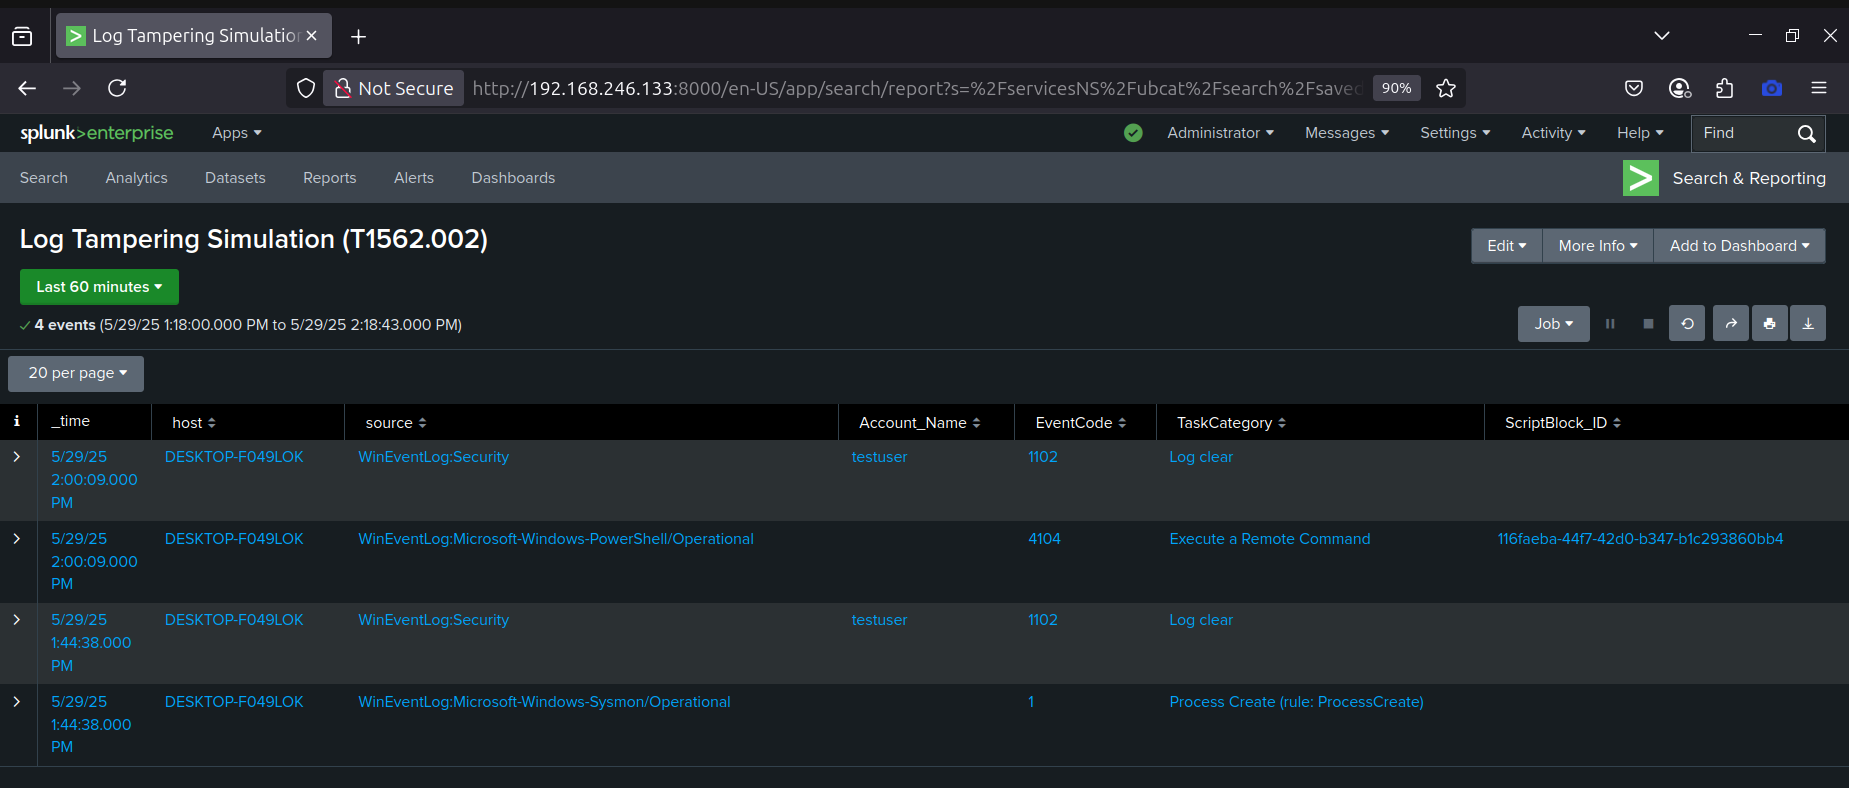 Log Tampering Simulation
Not Secure
http://192.168.246.133:8000/en-US/app/search/report?s=%2FservicesNS%2Fubcat%2Fsearch%2Fsaved
90%
splunk>enterprise
Apps
Administrator
Messages
Settings
Activity
Help
Find
Search
Analytics
Datasets
Reports
Alerts
Dashboards
Search & Reporting
Log Tampering Simulation (T1562.002)
Edit
More Info
Add to Dashboard
Last 60 minutes
4 events (5/29/25 1:18:00.000 PM to 5/29/25 2:18:43.000 PM)
Job
20 per page
i _time host source Account_Name EventCode TaskCategory ScriptBlock_ID
5/29/25 DESKTOP-F049LOK WinEventLog:Security testuser 1102 Log clear
2:00:09.000
PM
5/29/25 DESKTOP-F049LOK WinEventLog:Microsoft-Windows-PowerShell/Operational 4104 Execute a Remote Command 116faeba-44f7-42d0-b347-b1c293860bb4
2:00:09.000
PM
5/29/25 DESKTOP-F049LOK WinEventLog:Security testuser 1102 Log clear
1:44:38.000
PM
5/29/25 DESKTOP-F049LOK WinEventLog:Microsoft-Windows-Sysmon/Operational 1 Process Create (rule: ProcessCreate)
1:44:38.000
PM